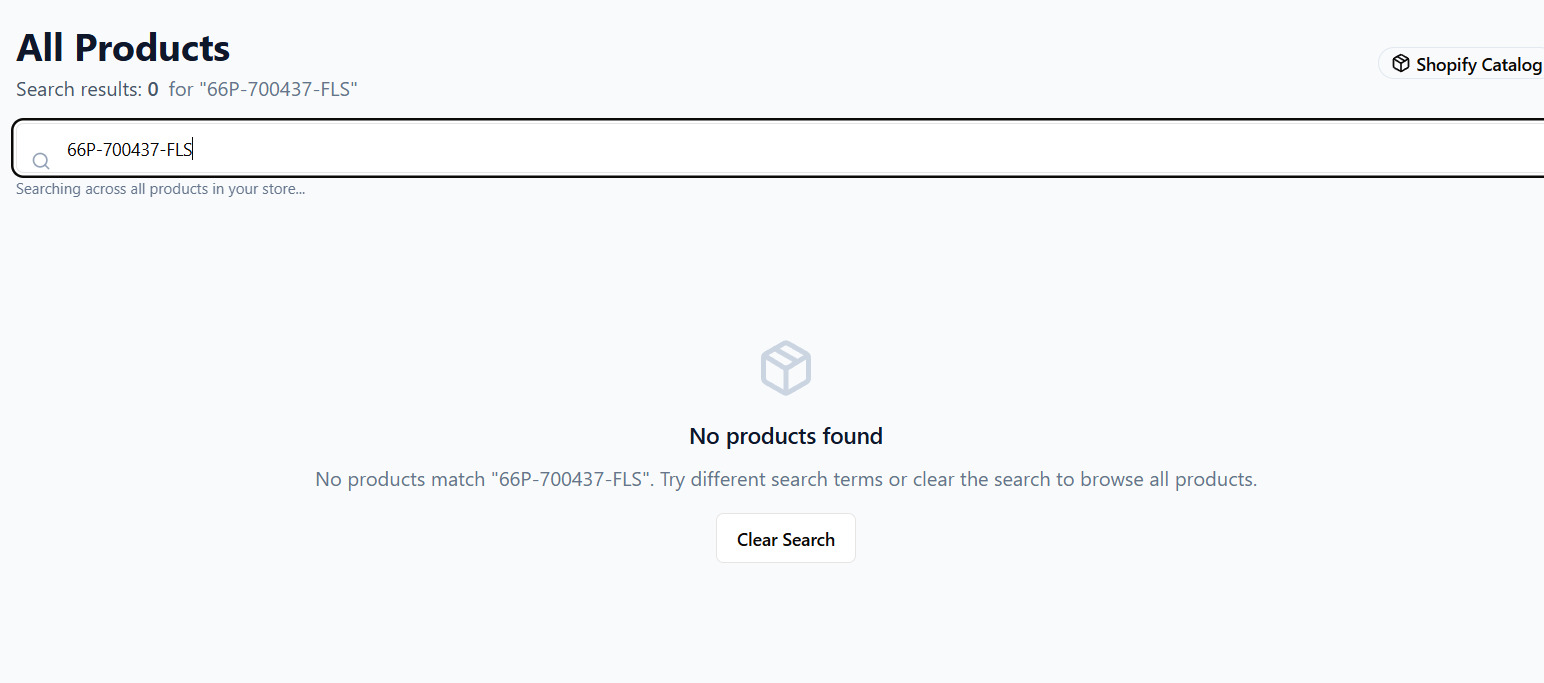 All Products
Shopify Catalog
Search results: 0 for "66P-700437-FLS"
66P-700437-FLS
Searching across all products in your store...
No products found
No products match "66P-700437-FLS". Try different search terms or clear the search to browse all products.
Clear Search